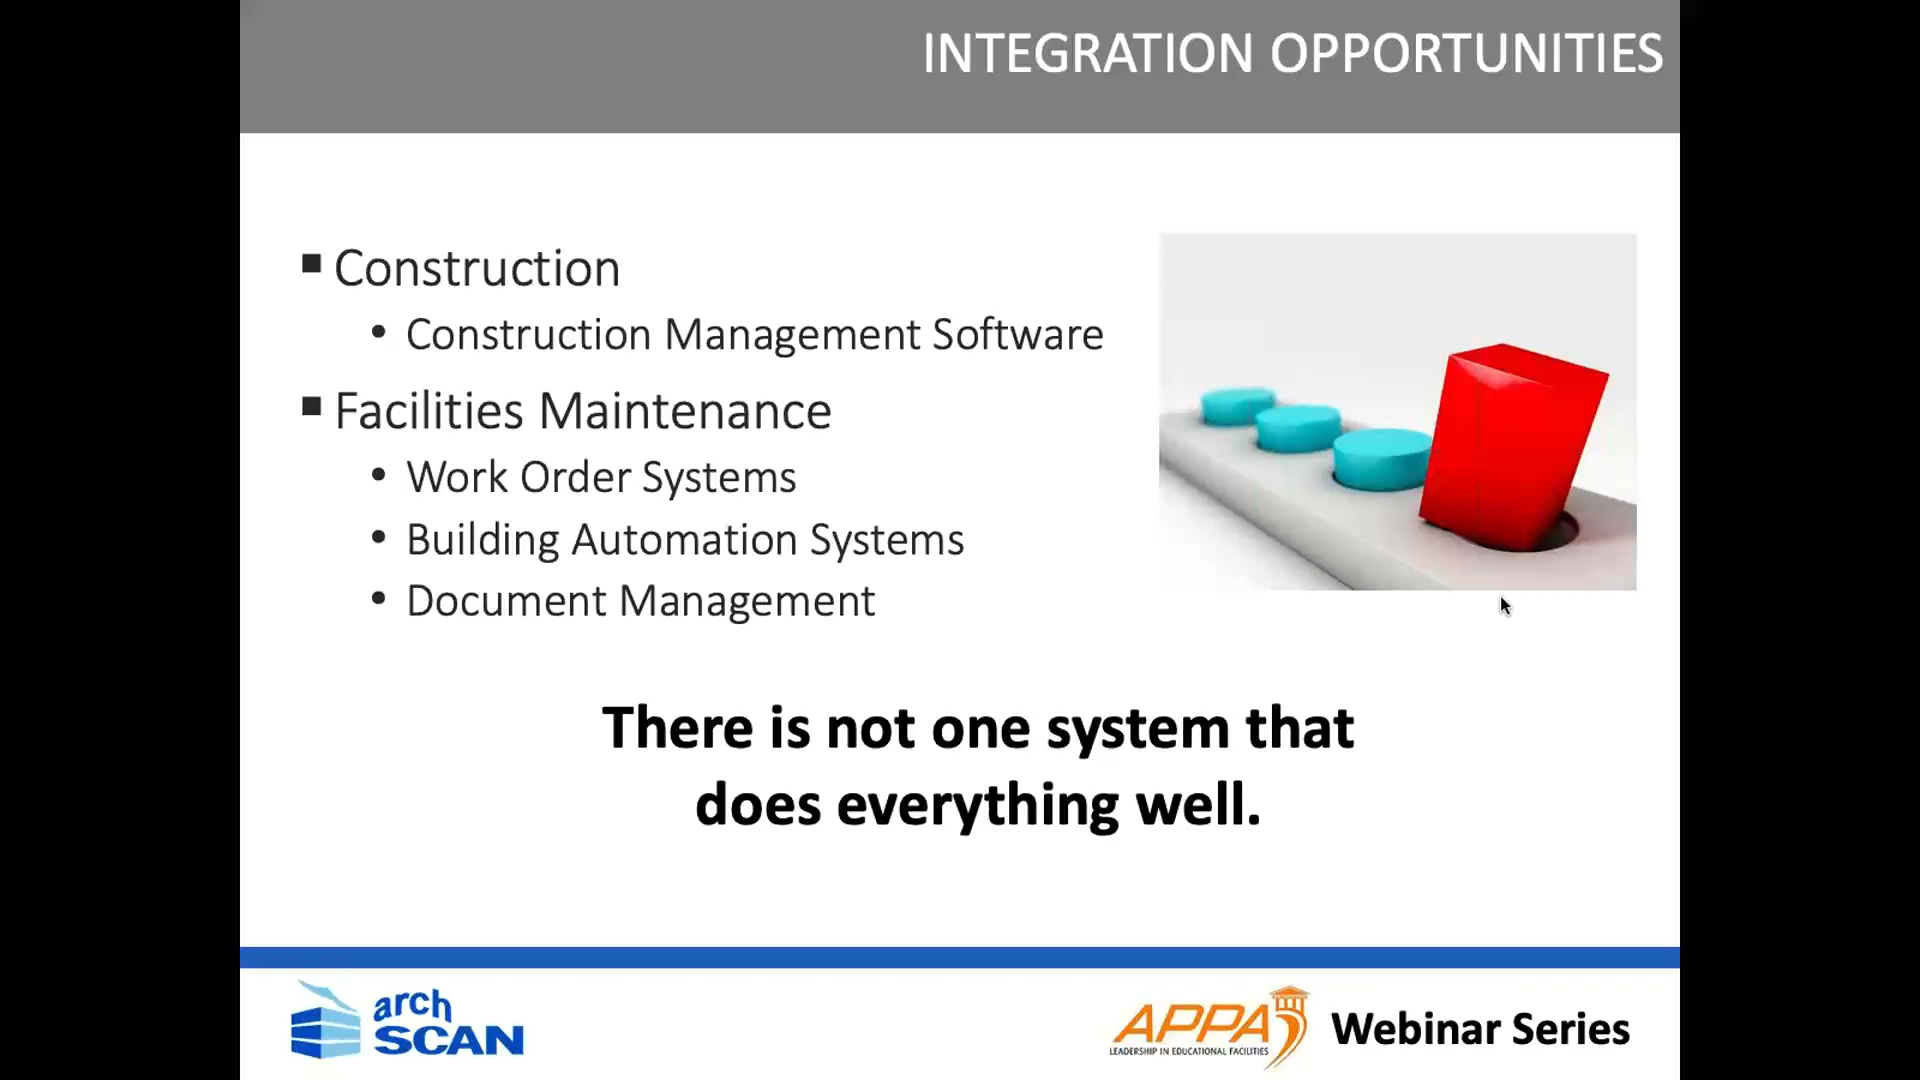 INTEGRATION OPPORTUNITIES
▪ Construction
• Construction Management Software
▪ Facilities Maintenance
• Work Order Systems
• Building Automation Systems
• Document Management
There is not one system that
does everything well.
arch
SCAN
APPA
LEADERSHIP IN EDUCATIONAL FACILITIES
Webinar Series